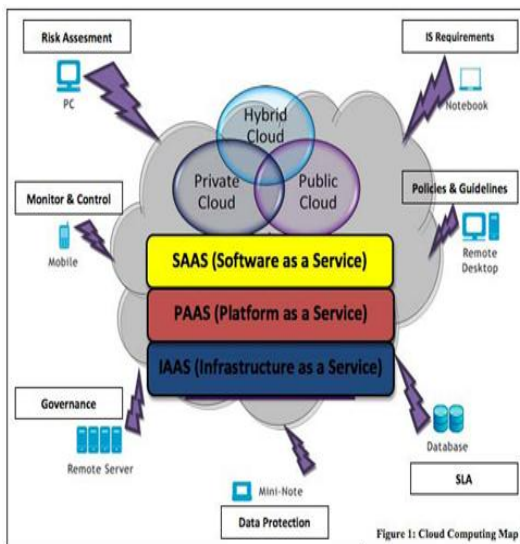 Risk Assesment
PC
IS Requirements
Notebook
Hybrid
Cloud
Private
Cloud
Public
Cloud
Monitor & Control
Mobile
Policies & Guidelines
Remote
Desktop
SAAS (Software as a Service)
PAAS (Platform as a Service)
IAAS (Infrastructure as a Service)
Governance
Remote Server
Database
SLA
Mini-Note
Data Protection
Figure 1: Cloud Computing Map